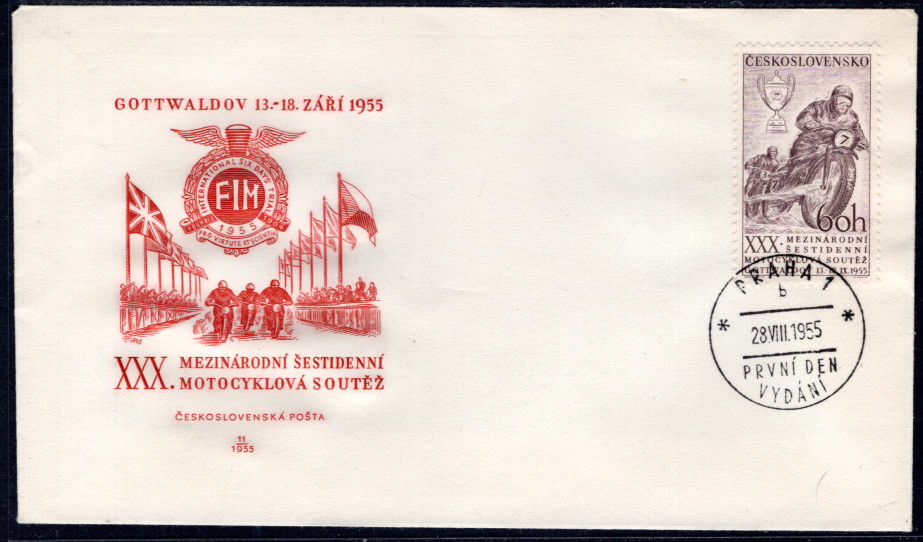 GOTTWALDOV 13.-18. ZÁŘÍ 1955
INTERNATIONAL SIX DAYS TRIAL
FIM
1955
1904
PRO VIRTUTE ET SCIENTIA
XXX. MEZINÁRODNÍ ŠESTIDENNÍ
MOTOCYKLOVÁ SOUTĚŽ
ČESKOSLOVENSKÁ POŠTA
11
1955
ČESKOSLOVENSKO
7
60h
XXX. MEZINÁRODNÍ
ŠESTIDENNÍ
MOTOCYKLOVÁ SOUTĚŽ
GOTTWALDOV 13.-18.IX.1955
PRAHA 1
b
* 28.VIII.1955 *
PRVNÍ DEN
VYDÁNÍ